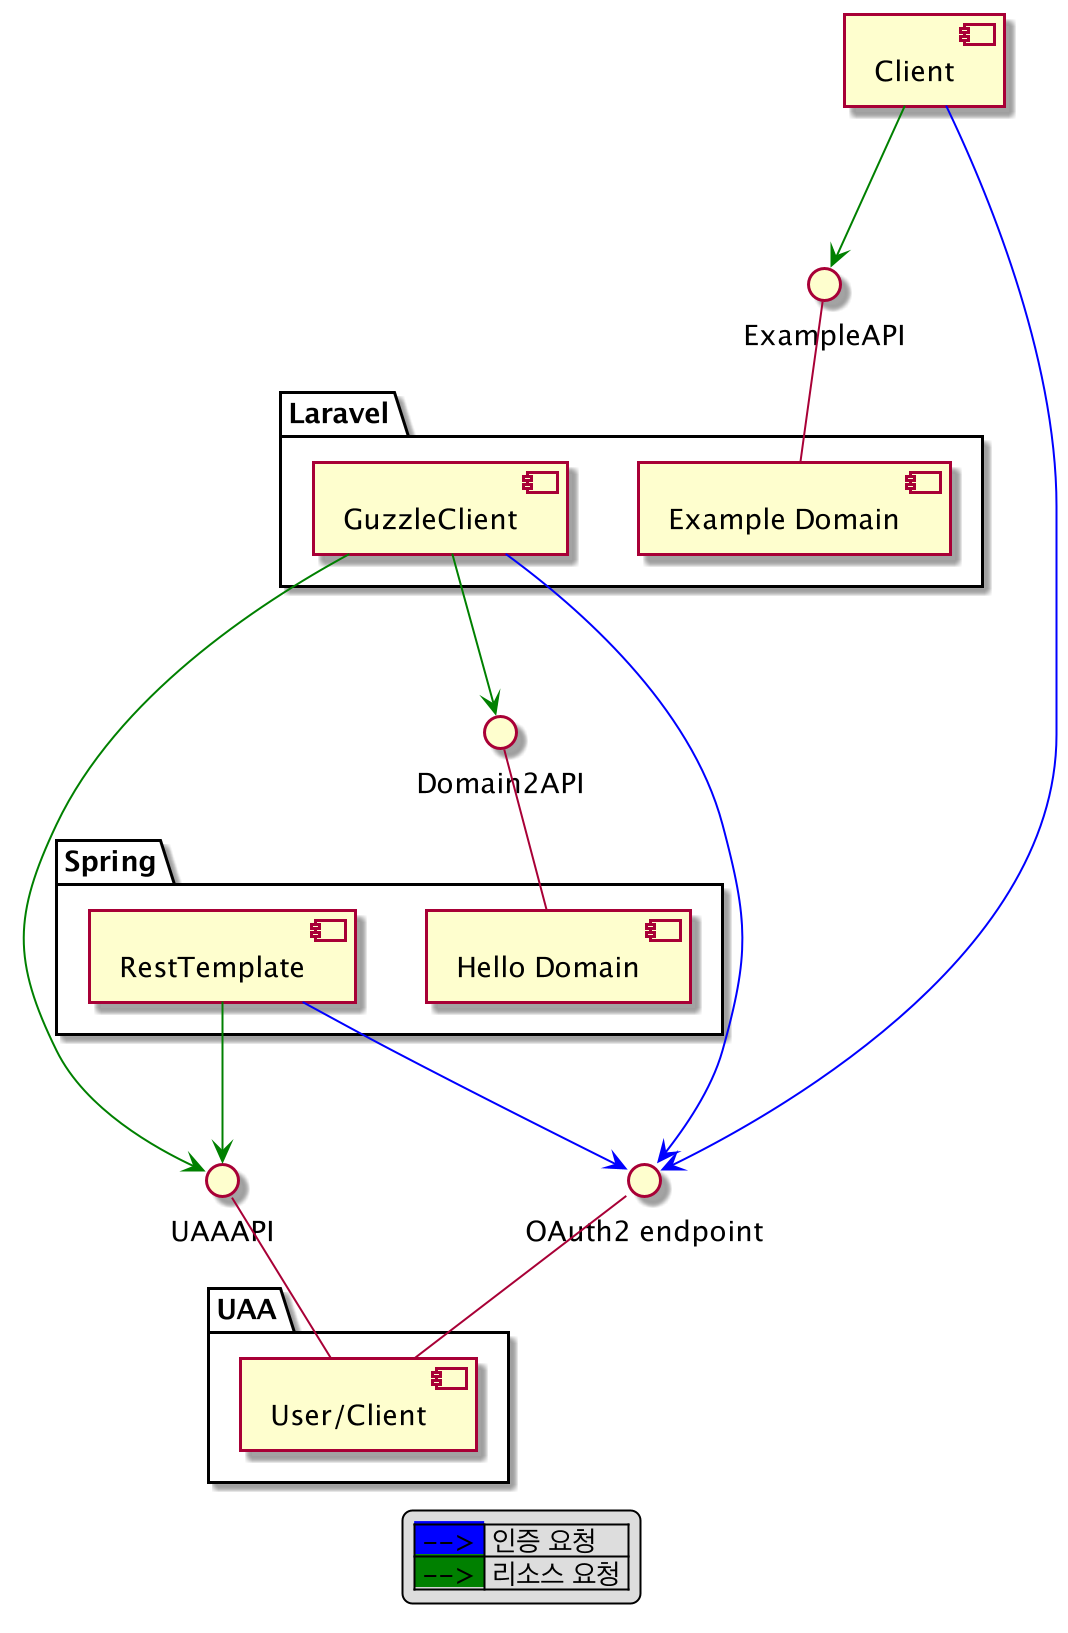 Client
ExampleAPI
Laravel
GuzzleClient
Example Domain
Domain2API
Spring
RestTemplate
Hello Domain
UAAAPI
OAuth2 endpoint
UAA
User/Client
--> 인증 요청
--> 리소스 요청